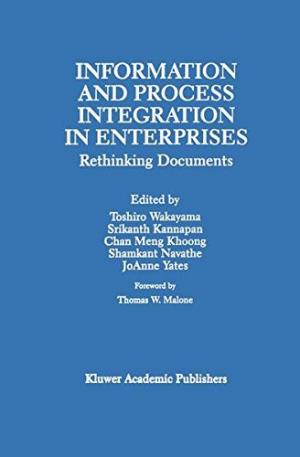 INFORMATION
AND PROCESS
INTEGRATION
IN ENTERPRISES
Rethinking Documents
Edited by
Toshiro Wakayama
Srikanth Kannapan
Chan Meng Khoong
Shamkant Navathe
JoAnne Yates
Foreword by
Thomas W. Malone
Kluwer Academic Publishers